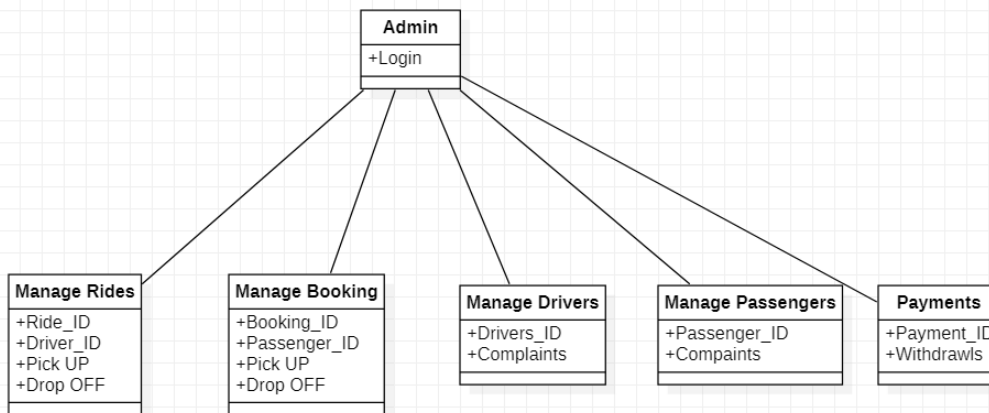 Admin
+Login
Manage Rides
+Ride_ID
+Driver_ID
+Pick UP
+Drop OFF
Manage Booking
+Booking_ID
+Passenger_ID
+Pick UP
+Drop OFF
Manage Drivers
+Drivers_ID
+Complaints
Manage Passengers
+Passenger_ID
+Compaints
Payments
+Payment_ID
+Withdrawls